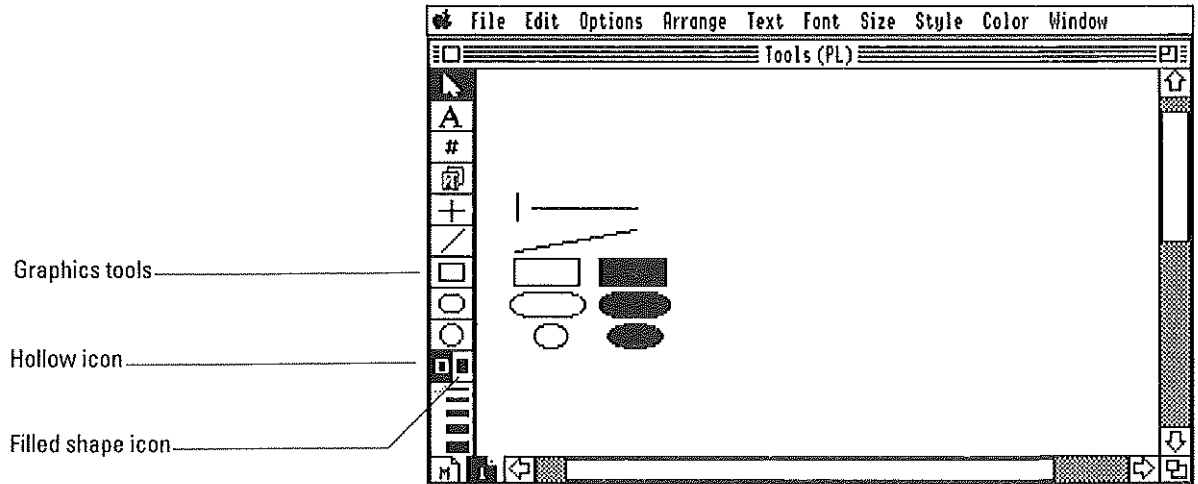 File Edit Options Arrange Text Font Size Style Color Window
Tools (PL)
A
#
Graphics tools
Hollow icon
Filled shape icon
M
1